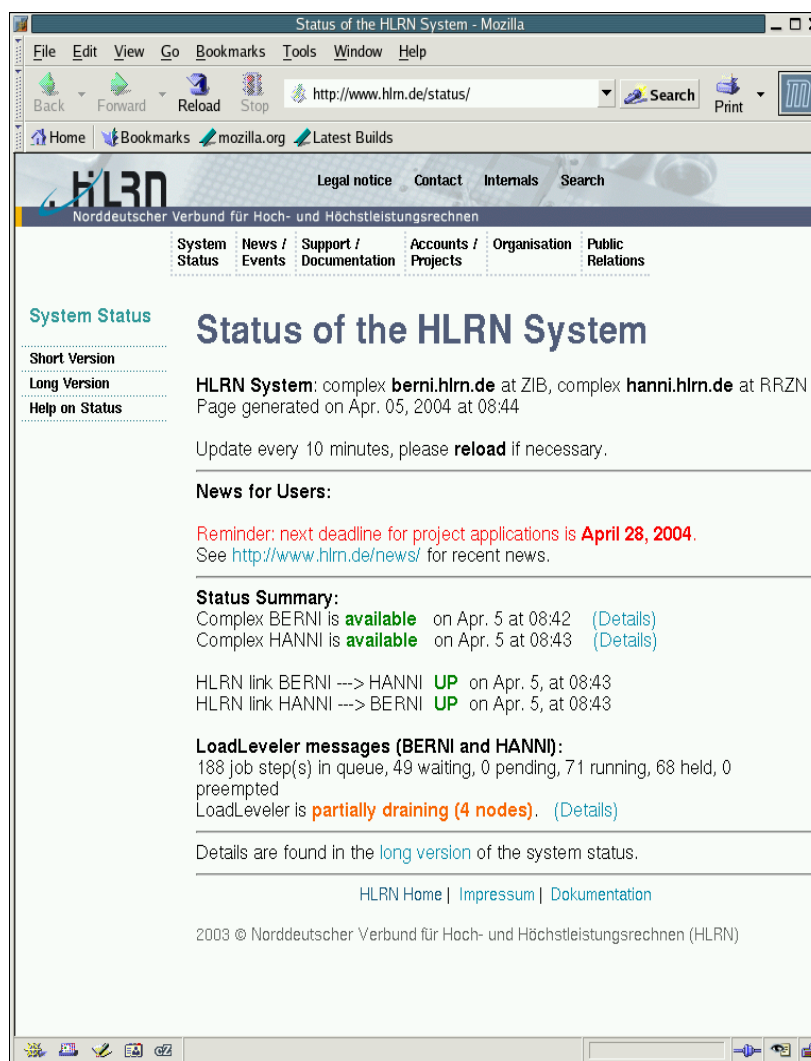 Status of the HLRN System - Mozilla
File Edit View Go Bookmarks Tools Window Help
Back Forward Reload Stop http://www.hlrn.de/status/ Search Print
Home Bookmarks mozilla.org Latest Builds
HLRN Legal notice Contact Internals Search
Norddeutscher Verbund für Hoch- und Höchstleistungsrechnen
System Status News / Events Support / Documentation Accounts / Projects Organisation Public Relations
System Status
Short Version
Long Version
Help on Status
Status of the HLRN System
HLRN System: complex berni.hlrn.de at ZIB, complex hanni.hlrn.de at RRZN
Page generated on Apr. 05, 2004 at 08:44
Update every 10 minutes, please reload if necessary.
News for Users:
Reminder: next deadline for project applications is April 28, 2004.
See http://www.hlrn.de/news/ for recent news.
Status Summary:
Complex BERNI is available on Apr. 5 at 08:42 (Details)
Complex HANNI is available on Apr. 5 at 08:43 (Details)
HLRN link BERNI ---> HANNI UP on Apr. 5, at 08:43
HLRN link HANNI ---> BERNI UP on Apr. 5, at 08:43
LoadLeveler messages (BERNI and HANNI):
188 job step(s) in queue, 49 waiting, 0 pending, 71 running, 68 held, 0
preempted
LoadLeveler is partially draining (4 nodes). (Details)
Details are found in the long version of the system status.
HLRN Home | Impressum | Dokumentation
2003 © Norddeutscher Verbund für Hoch- und Höchstleistungsrechnen (HLRN)